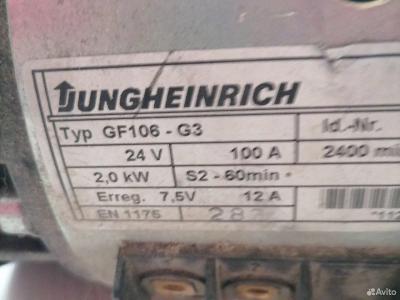 JUNGHEINRICH
Typ GF106-G3 Id.-Nr.
24 V 100 A 2400
2,0 kW S2-60min
Erreg. 7,5V 12 A
EN 1175
Avito